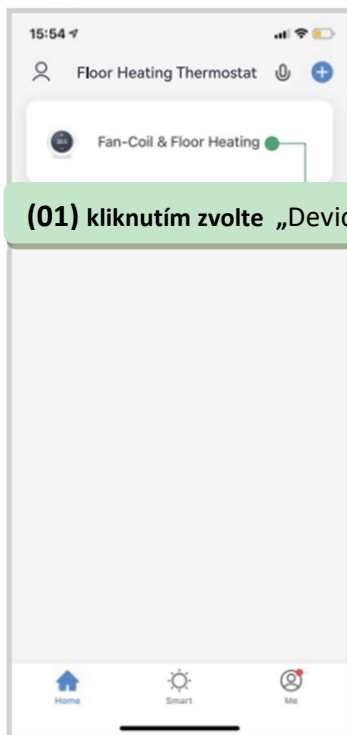 15:54
Floor Heating Thermostat
Fan-Coil & Floor Heating
(01) kliknutím zvolte „Devic
Home
Smart
Me